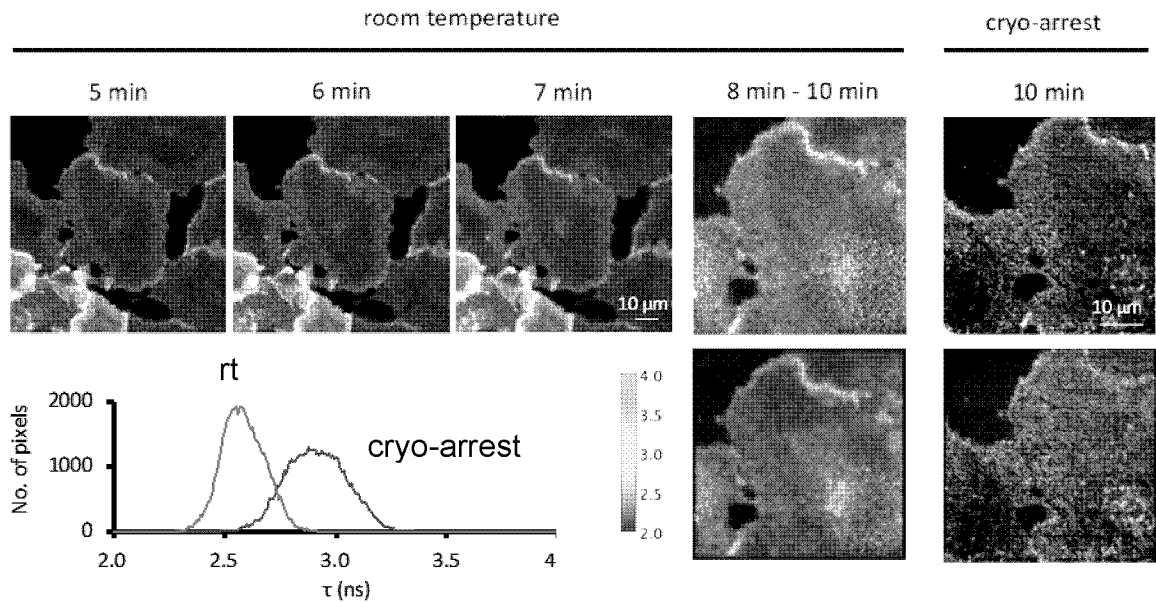 room temperature
cryo-arrest
5 min
6 min
7 min
8 min - 10 min
10 min
10 µm
10 µm
rt
cryo-arrest
No. of pixels
2000
1000
0
2.0
2.5
3.0
3.5
4
τ (ns)
4.0
3.5
3.0
2.5
2.0